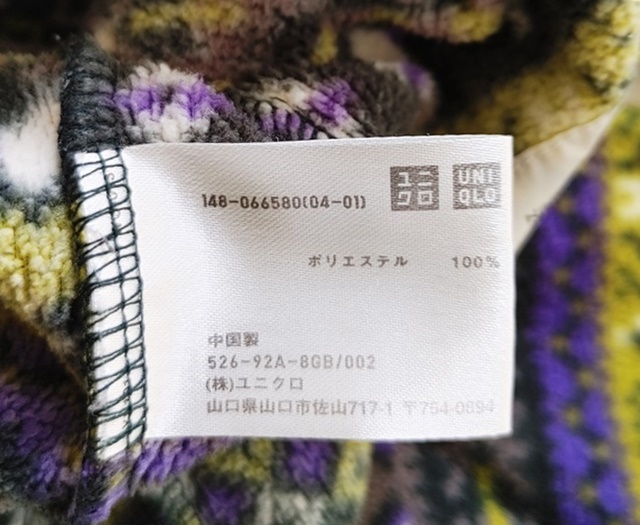 148-066580(04-01)
ユニクロ
UNIQLO
ポリエステル 100%
中国製
526-92A-8GB/002
(株)ユニクロ
山口県山口市佐山717-1 〒754-0894